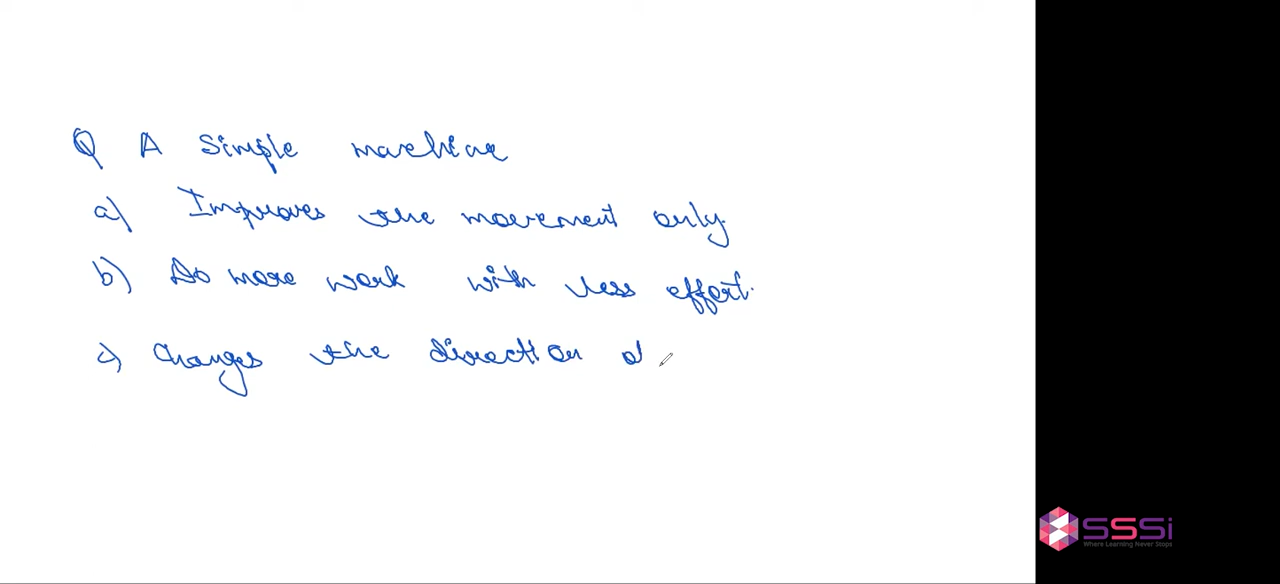 Q A Simple machine
a) Improves the movement only.
b) Do more work with less effort.
c) Changes the direction o
SSSi
Where Learning Never Stops